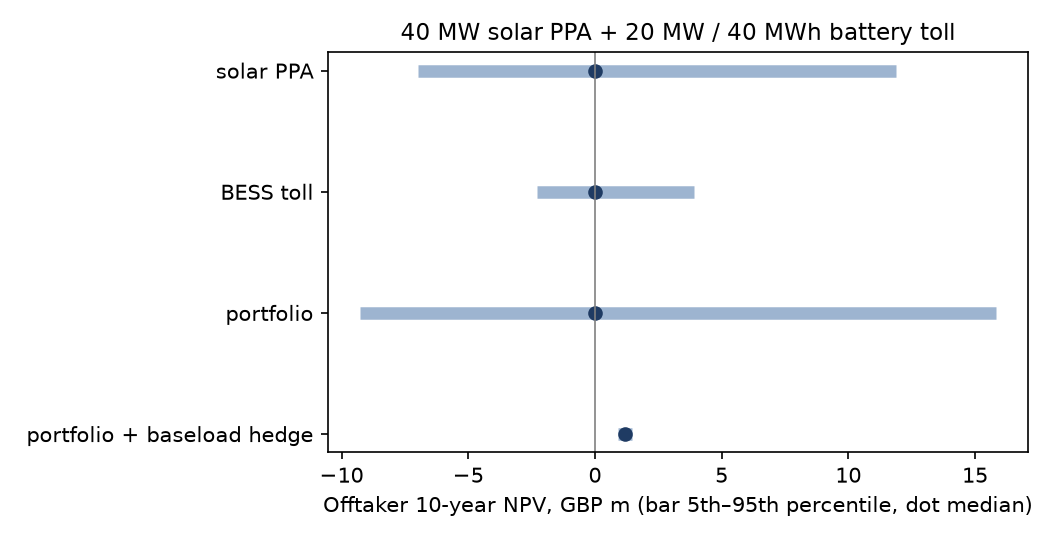 40 MW solar PPA + 20 MW / 40 MWh battery toll
solar PPA
BESS toll
portfolio
portfolio + baseload hedge
−10 −5 0 5 10 15
Offtaker 10-year NPV, GBP m (bar 5th–95th percentile, dot median)